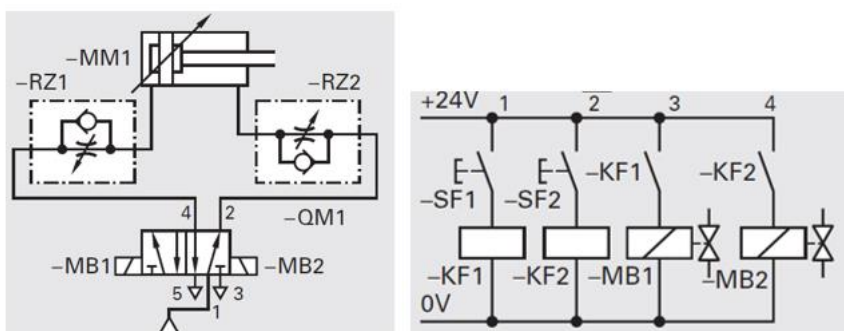 –MM1
–RZ1
–RZ2
4
2
–QM1
–MB1
–MB2
5
3
1
+24V
1
2
3
4
–SF1
–SF2
–KF1
–KF2
–KF1
–KF2
–MB1
–MB2
0V